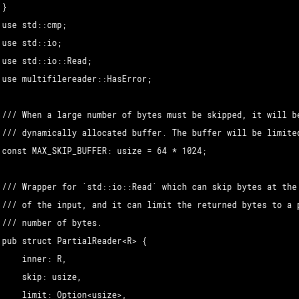 }
use std::cmp;
use std::io;
use std::io::Read;
use multifilereader::HasError;
/// When a large number of bytes must be skipped, it will be
/// dynamically allocated buffer. The buffer will be limited
const MAX_SKIP_BUFFER: usize = 64 * 1024;
/// Wrapper for `std::io::Read` which can skip bytes at the
/// of the input, and it can limit the returned bytes to a
/// number of bytes.
pub struct PartialReader<R> {
    inner: R,
    skip: usize,
    limit: Option<usize>,